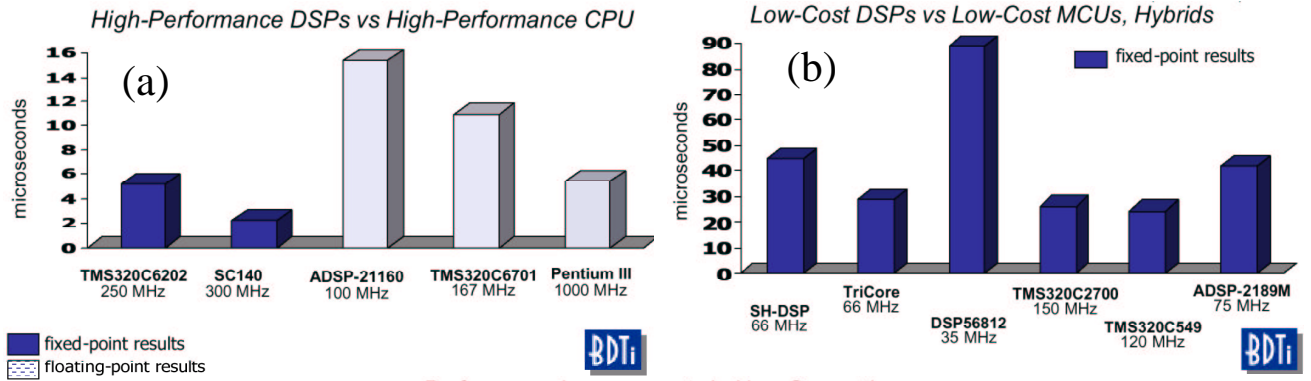 High-Performance DSPs vs High-Performance CPU
(a)
microseconds
16
14
12
10
8
6
4
2
0
TMS320C6202
250 MHz
SC140
300 MHz
ADSP-21160
100 MHz
TMS320C6701
167 MHz
Pentium III
1000 MHz
fixed-point results
floating-point results
BDTi
Low-Cost DSPs vs Low-Cost MCUs, Hybrids
(b)
fixed-point results
microseconds
90
80
70
60
50
40
30
20
10
0
SH-DSP
66 MHz
TriCore
66 MHz
DSP56812
35 MHz
TMS320C2700
150 MHz
TMS320C549
120 MHz
ADSP-2189M
75 MHz
BDTi